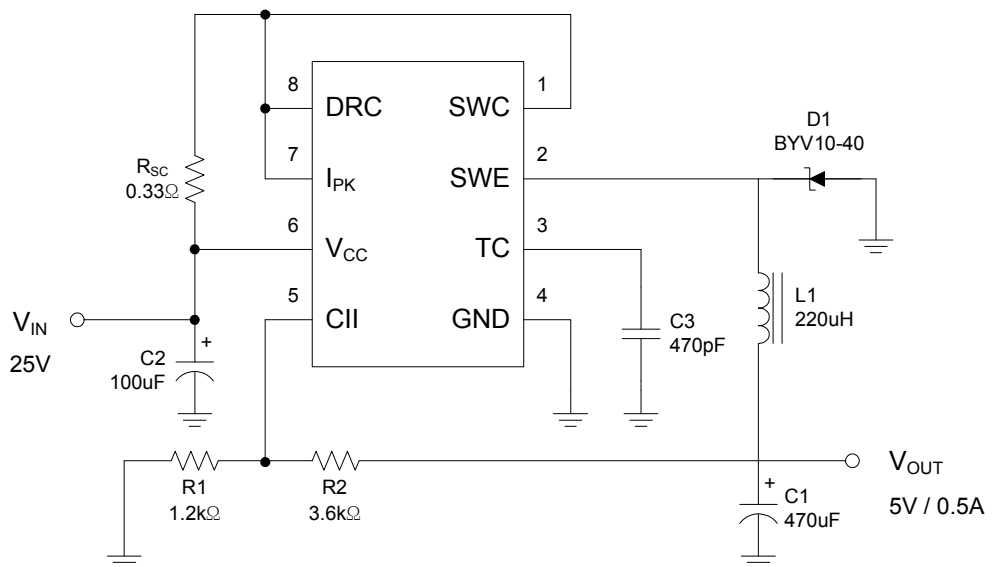 8
DRC
SWC
1
D1
BYV10-40
7
I_PK
SWE
2
R_SC
0.33Ω
6
V_CC
TC
3
5
CII
GND
4
V_IN
25V
C2
100uF
+
C3
470pF
L1
220uH
R1
1.2kΩ
R2
3.6kΩ
V_OUT
5V / 0.5A
+
C1
470uF